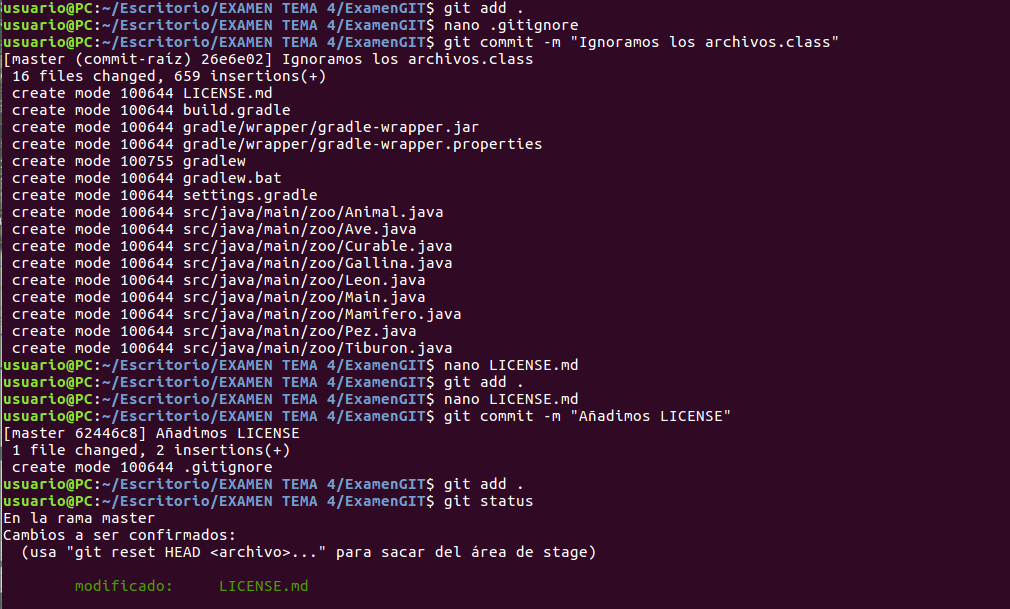 usuario@PC:~/Escritorio/EXAMEN TEMA 4/ExamenGIT$ git add .
usuario@PC:~/Escritorio/EXAMEN TEMA 4/ExamenGIT$ nano .gitignore
usuario@PC:~/Escritorio/EXAMEN TEMA 4/ExamenGIT$ git commit -m "Ignoramos los archivos.class"
[master (commit-raíz) 26e6e02] Ignoramos los archivos.class
 16 files changed, 659 insertions(+)
 create mode 100644 LICENSE.md
 create mode 100644 build.gradle
 create mode 100644 gradle/wrapper/gradle-wrapper.jar
 create mode 100644 gradle/wrapper/gradle-wrapper.properties
 create mode 100755 gradlew
 create mode 100644 gradlew.bat
 create mode 100644 settings.gradle
 create mode 100644 src/java/main/zoo/Animal.java
 create mode 100644 src/java/main/zoo/Ave.java
 create mode 100644 src/java/main/zoo/Curable.java
 create mode 100644 src/java/main/zoo/Gallina.java
 create mode 100644 src/java/main/zoo/Leon.java
 create mode 100644 src/java/main/zoo/Main.java
 create mode 100644 src/java/main/zoo/Mamifero.java
 create mode 100644 src/java/main/zoo/Pez.java
 create mode 100644 src/java/main/zoo/Tiburon.java
usuario@PC:~/Escritorio/EXAMEN TEMA 4/ExamenGIT$ nano LICENSE.md
usuario@PC:~/Escritorio/EXAMEN TEMA 4/ExamenGIT$ git add .
usuario@PC:~/Escritorio/EXAMEN TEMA 4/ExamenGIT$ nano LICENSE.md
usuario@PC:~/Escritorio/EXAMEN TEMA 4/ExamenGIT$ git commit -m "Añadimos LICENSE"
[master 62446c8] Añadimos LICENSE
 1 file changed, 2 insertions(+)
 create mode 100644 .gitignore
usuario@PC:~/Escritorio/EXAMEN TEMA 4/ExamenGIT$ git add .
usuario@PC:~/Escritorio/EXAMEN TEMA 4/ExamenGIT$ git status
En la rama master
Cambios a ser confirmados:
  (usa "git reset HEAD <archivo>..." para sacar del área de stage)
        modificado:     LICENSE.md